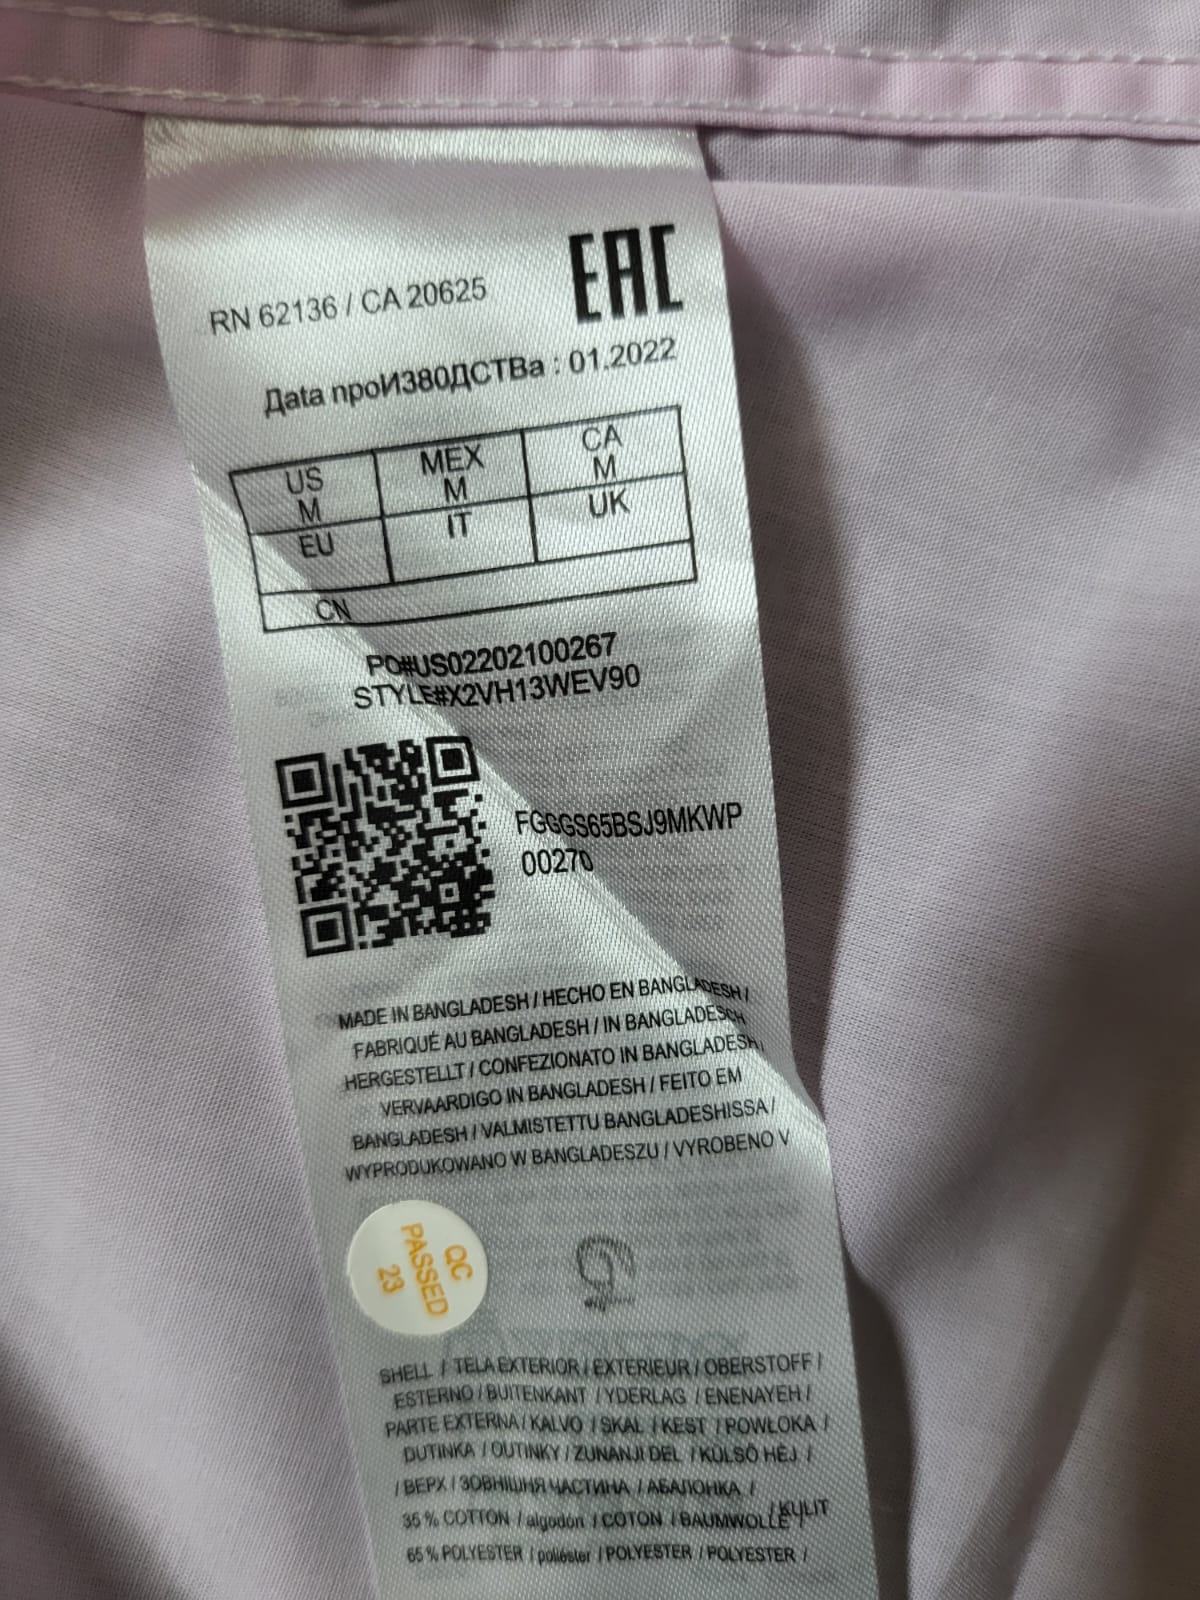 EAC
RN 62136 / CA 20625
Дata проИ380ДСТВа : 01.2022
US MEX CA
M M M
EU IT UK
CN
PO#US02202100267
STYLE#X2VH13WEV90
FGGGS65BSJ9MKWP
00270
MADE IN BANGLADESH / HECHO EN BANGLADESH /
FABRIQUÉ AU BANGLADESH / IN BANGLADESCH
HERGESTELLT / CONFEZIONATO IN BANGLADESH,
VERVAARDIGO IN BANGLADESH / FEITO EM
BANGLADESH / VALMISTETTU BANGLADESHISSA /
WYPRODUKOWANO W BANGLADESZU / VYROBENO V
QC
PASSED
23
SHELL / TELA EXTERIOR / EXTERIEUR / OBERSTOFF /
ESTERNO / BUITENKANT / YDERLAG / ENENAYEH /
PARTE EXTERNA / KALVO / SKAL / KEST / POWŁOKA /
DUTINKA / OUTINKY / ZUNANJI DEL / KÜLSŐ HÉJ /
/ ВЕРХ / ЗОВНІШНЯ ЧАСТИНА / АБАЛОНКА /
/ KULIT
35 % COTTON / algodón / COTON / BAUMWOLLE /
65 % POLYESTER / poliéster / POLYESTER / POLYESTER /